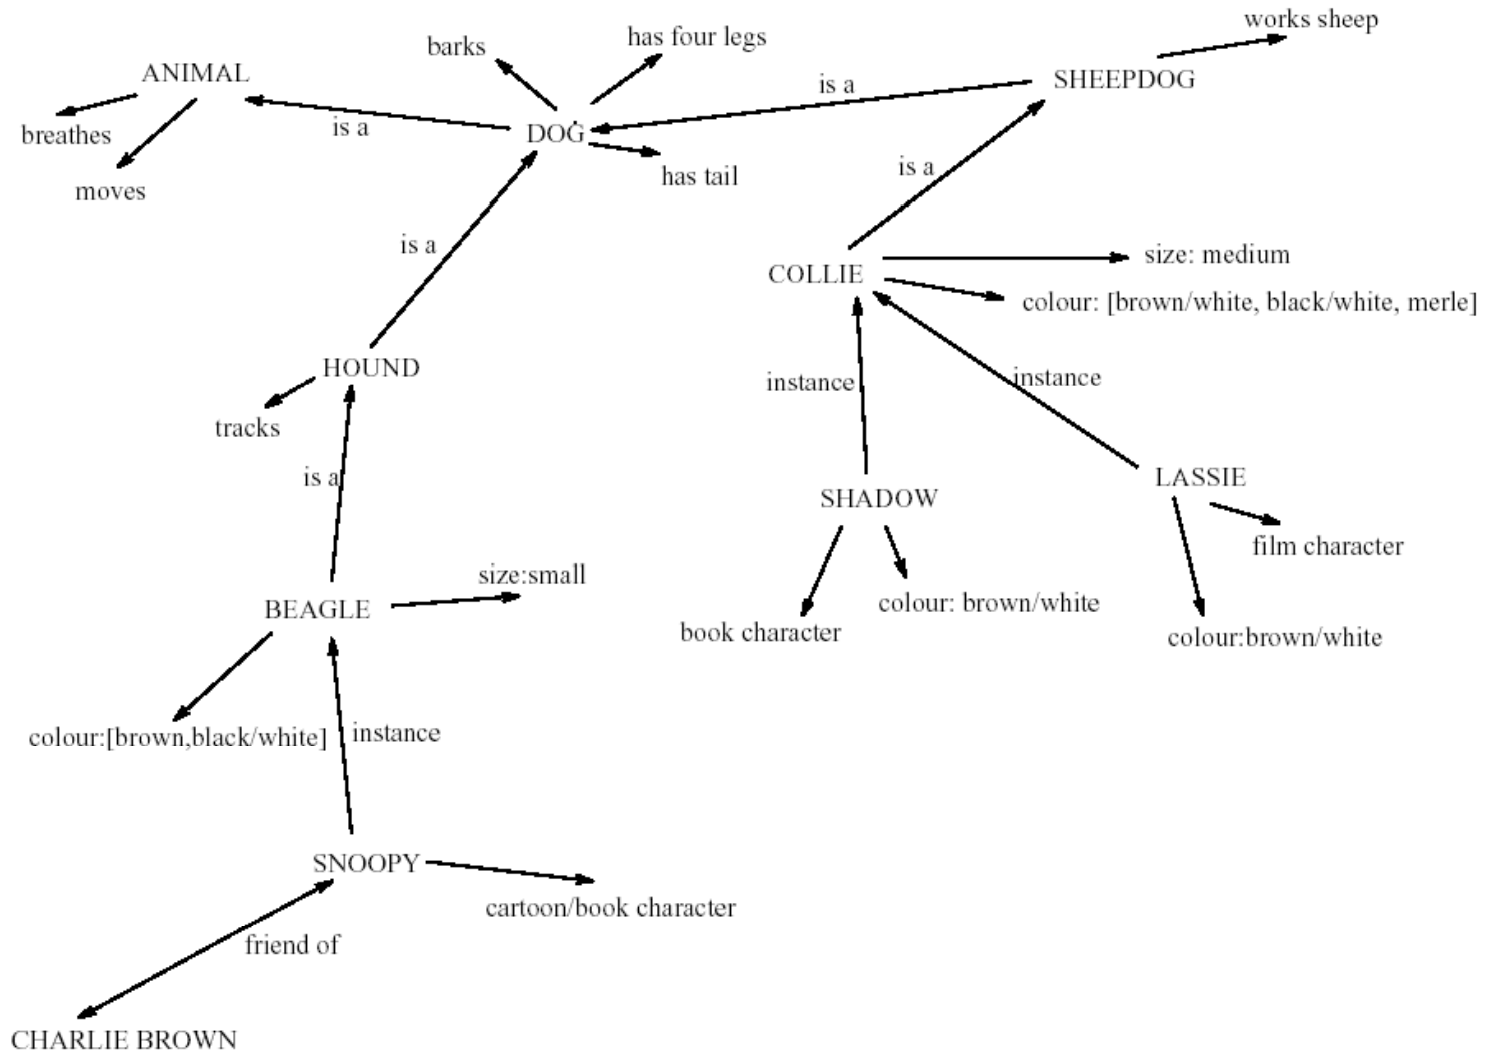 works sheep
has four legs
barks
ANIMAL
SHEEPDOG
is a
is a
breathes
DOG
has tail
is a
moves
is a
size: medium
COLLIE
colour: [brown/white, black/white, merle]
HOUND
instance
instance
tracks
is a
LASSIE
SHADOW
film character
size:small
colour: brown/white
BEAGLE
book character
colour:brown/white
colour:[brown,black/white]
instance
SNOOPY
cartoon/book character
friend of
CHARLIE BROWN